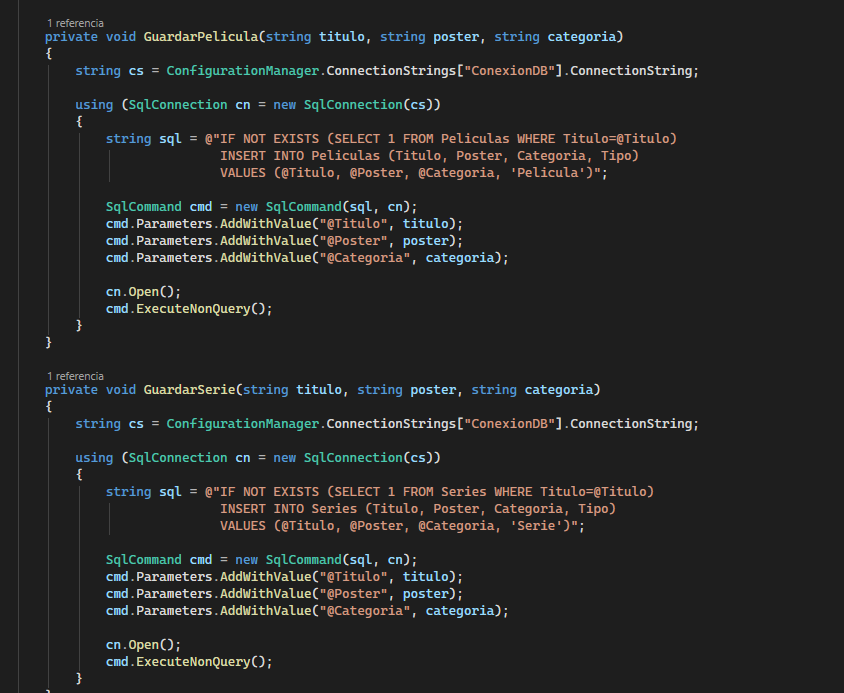 1 referencia
private void GuardarPelicula(string titulo, string poster, string categoria)
{
string cs = ConfigurationManager.ConnectionStrings["ConexionDB"].ConnectionString;
using (SqlConnection cn = new SqlConnection(cs))
{
string sql = @"IF NOT EXISTS (SELECT 1 FROM Peliculas WHERE Titulo=@Titulo)
INSERT INTO Peliculas (Titulo, Poster, Categoria, Tipo)
VALUES (@Titulo, @Poster, @Categoria, 'Pelicula')";
SqlCommand cmd = new SqlCommand(sql, cn);
cmd.Parameters.AddWithValue("@Titulo", titulo);
cmd.Parameters.AddWithValue("@Poster", poster);
cmd.Parameters.AddWithValue("@Categoria", categoria);
cn.Open();
cmd.ExecuteNonQuery();
}
}
1 referencia
private void GuardarSerie(string titulo, string poster, string categoria)
{
string cs = ConfigurationManager.ConnectionStrings["ConexionDB"].ConnectionString;
using (SqlConnection cn = new SqlConnection(cs))
{
string sql = @"IF NOT EXISTS (SELECT 1 FROM Series WHERE Titulo=@Titulo)
INSERT INTO Series (Titulo, Poster, Categoria, Tipo)
VALUES (@Titulo, @Poster, @Categoria, 'Serie')";
SqlCommand cmd = new SqlCommand(sql, cn);
cmd.Parameters.AddWithValue("@Titulo", titulo);
cmd.Parameters.AddWithValue("@Poster", poster);
cmd.Parameters.AddWithValue("@Categoria", categoria);
cn.Open();
cmd.ExecuteNonQuery();
}